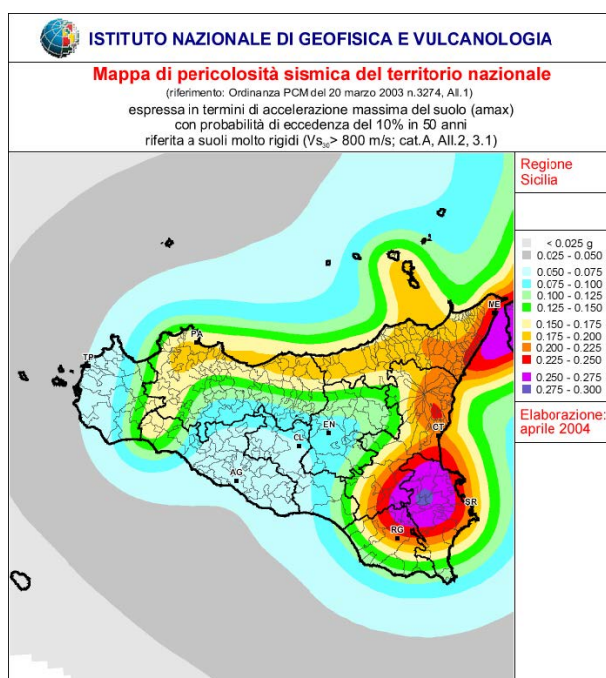 ISTITUTO NAZIONALE DI GEOFISICA E VULCANOLOGIA
Mappa di pericolosità sismica del territorio nazionale
(riferimento: Ordinanza PCM del 20 marzo 2003 n.3274, All.1)
espressa in termini di accelerazione massima del suolo (amax)
con probabilità di eccedenza del 10% in 50 anni
riferita a suoli molto rigidi (Vs₃₀> 800 m/s; cat.A, All.2, 3.1)
Regione
Sicilia
< 0.025 g
0.025 - 0.050
0.050 - 0.075
0.075 - 0.100
0.100 - 0.125
0.125 - 0.150
0.150 - 0.175
0.175 - 0.200
0.200 - 0.225
0.225 - 0.250
0.250 - 0.275
0.275 - 0.300
Elaborazione:
aprile 2004
ME
PA
TP
EN
CT
CL
AG
SR
RG